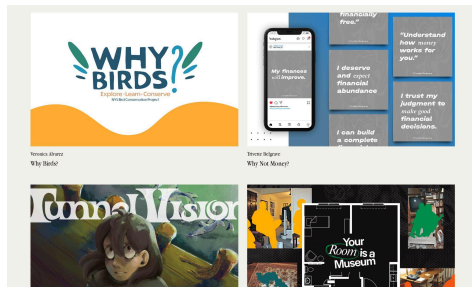 WHY
BIRDS?
Explore·Learn·Conserve
Veronica Alvarez
Why Birds?
financially
free."
My finances
will improve.
I deserve
and expect
financial
abundance
I can build
a complete
"Understand
how money
works for
you."
I trust my
judgment to
make good
financial
decisions.
Trivene Belgrave
Why Not Money?
Tunnel Vision
Your
Room is a
Museum